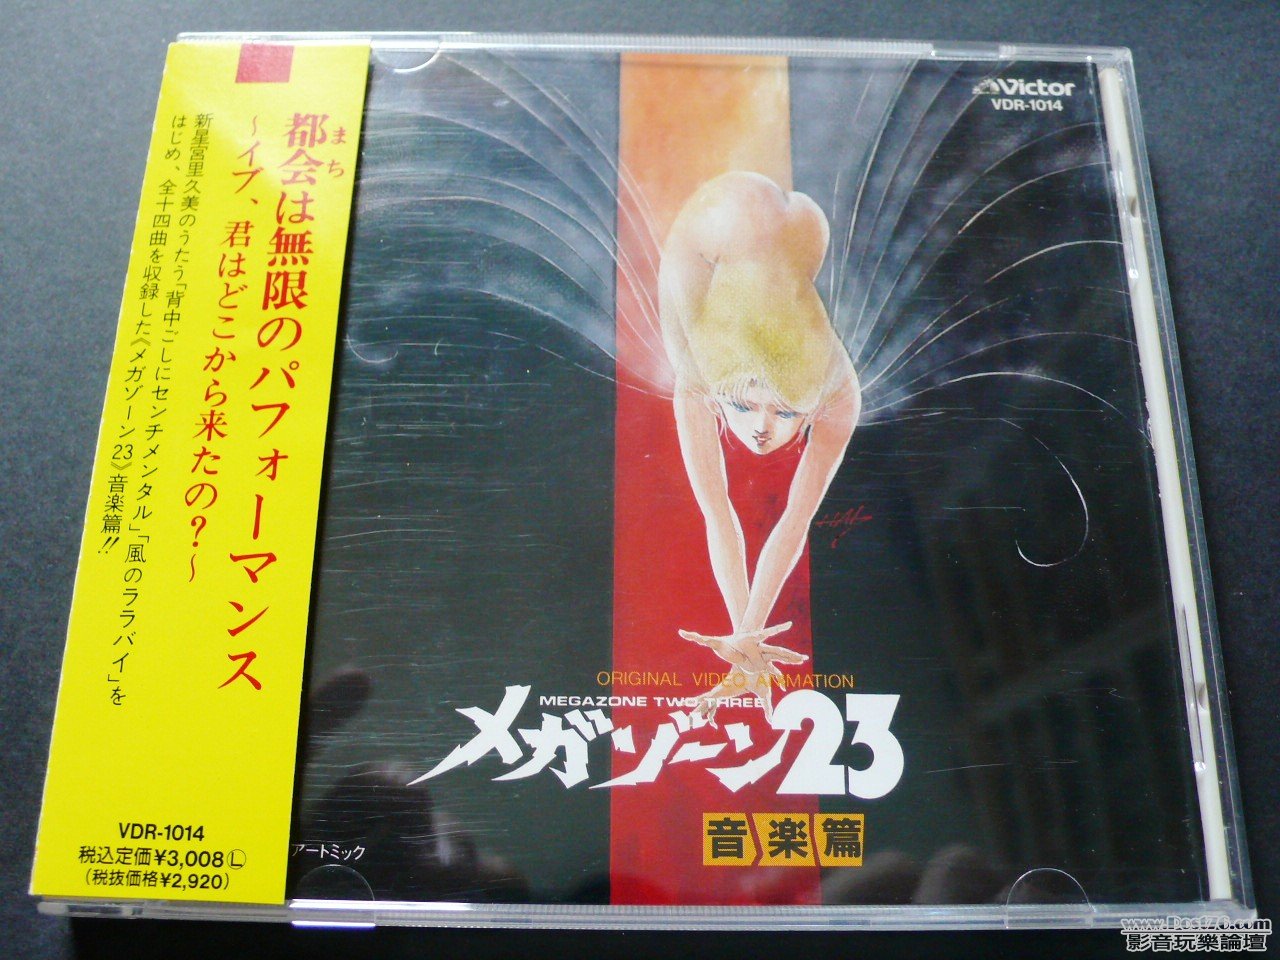 都会は無限のパフォーマンス
まち
～イブ、君はどこから来たの?～
新星宮里久美のうたう「背中ごしにセンチメンタル」「風のララバイ」を
はじめ、全十四曲を収録した《メガゾーン23》音楽篇!!
VDR-1014
税込定価¥3,008Ⓛ
(税抜価格¥2,920)
Victor
VDR-1014
ORIGINAL VIDEO ANIMATION
MEGAZONE TWO THREE
メガゾーン23
音楽篇
アートミック
www.Post76.com
影音玩樂論壇